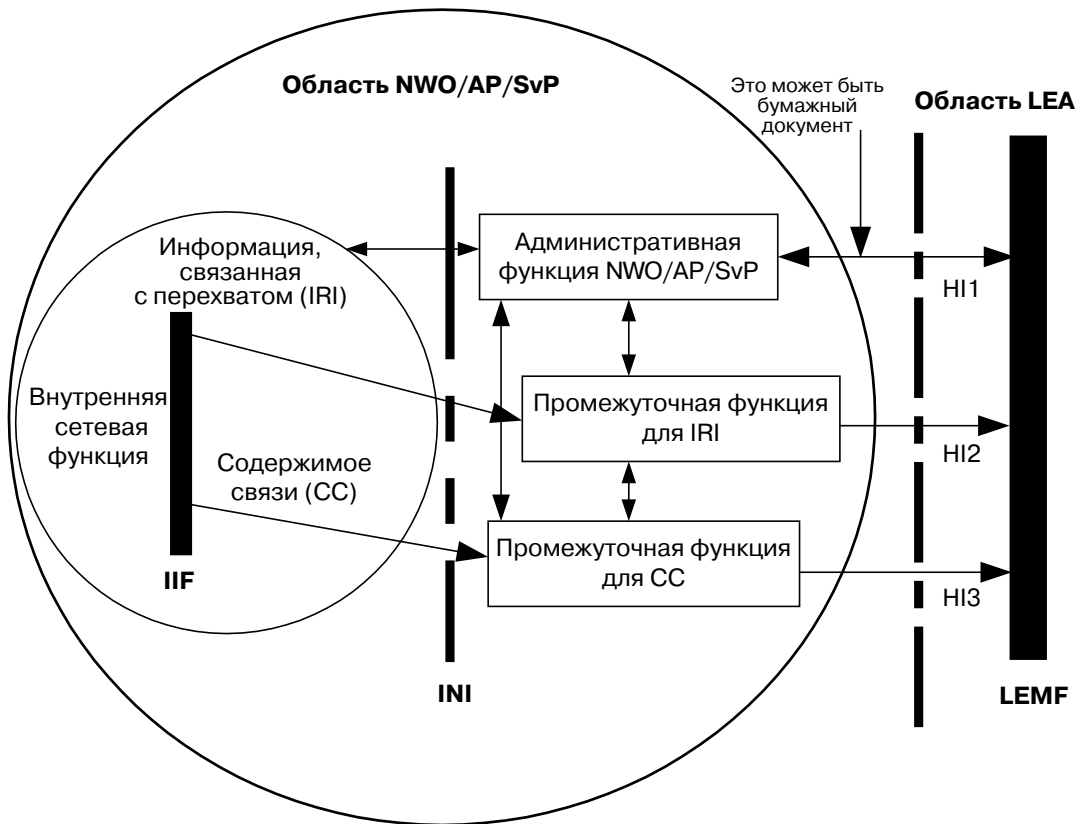 Область NWO/AP/SvP
Это может быть
бумажный
документ
Область LEA
Информация,
связанная
с перехватом (IRI)
Административная
функция NWO/AP/SvP
HI1
Внутренняя
сетевая
функция
Промежуточная функция
для IRI
HI2
Содержимое
связи (CC)
Промежуточная функция
для CC
HI3
IIF
INI
LEMF